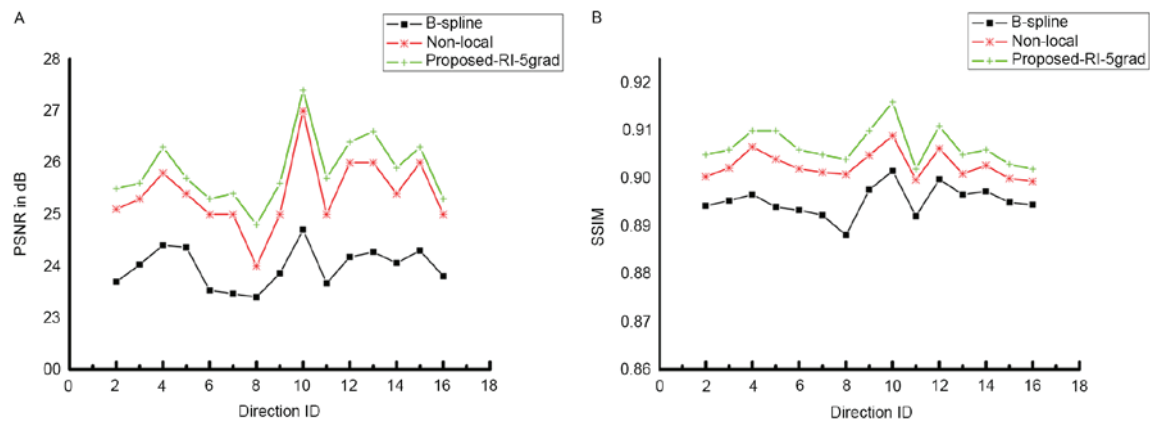 A
B-spline
Non-local
Proposed-RI-5grad
28
27
26
25
24
23
00
PSNR in dB
0 2 4 6 8 10 12 14 16 18
Direction ID
B
B-spline
Non-local
Proposed-RI-5grad
0.92
0.91
0.90
0.89
0.88
0.87
0.86
SSIM
0 2 4 6 8 10 12 14 16 18
Direction ID